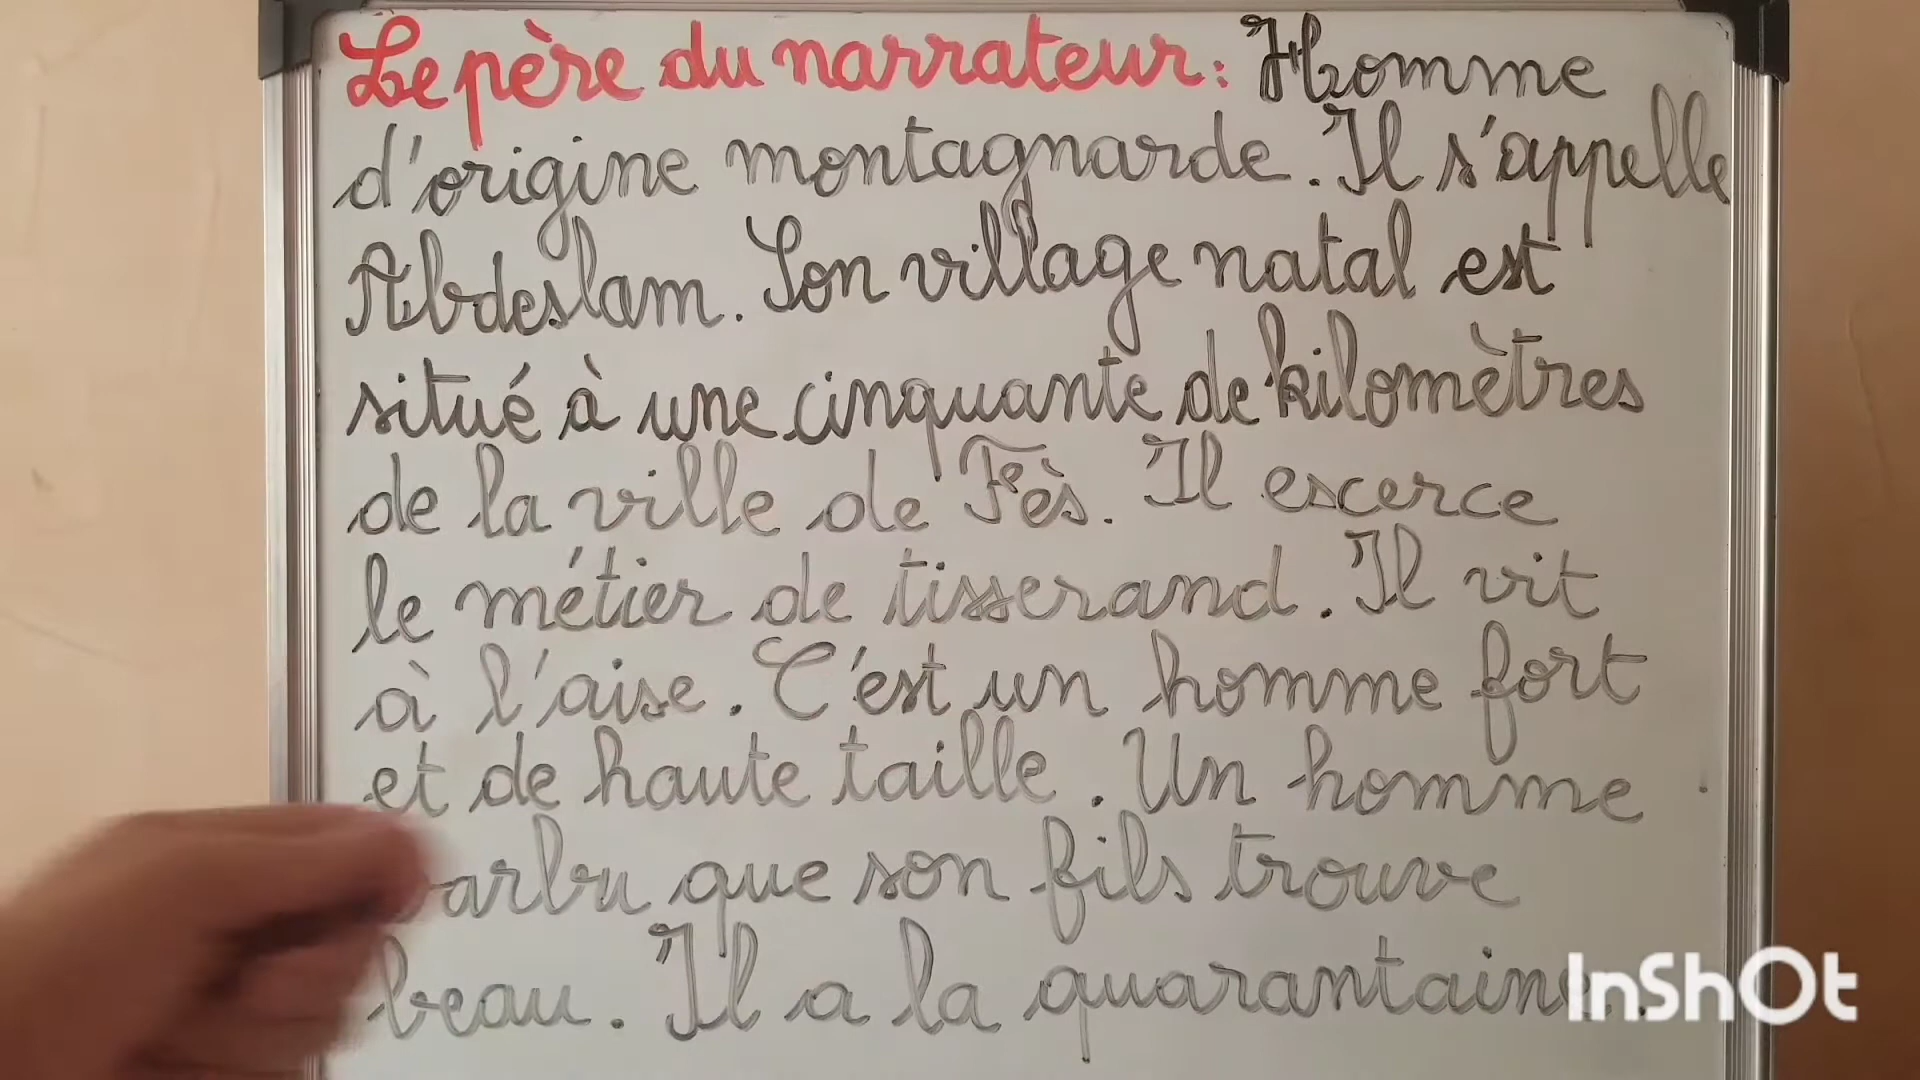 Le père du narrateur: Homme
d'origine montagnarde. Il s'appelle
Abdeslam. Son village natal est
situé à une cinquante de kilomètres
de la ville de Fès. Il exerce
le métier de tisserand. Il vit
à l'aise. C'est un homme fort
et de haute taille. Un homme
barbu que son fils trouve
beau. Il a la quarantaine.
InShOt